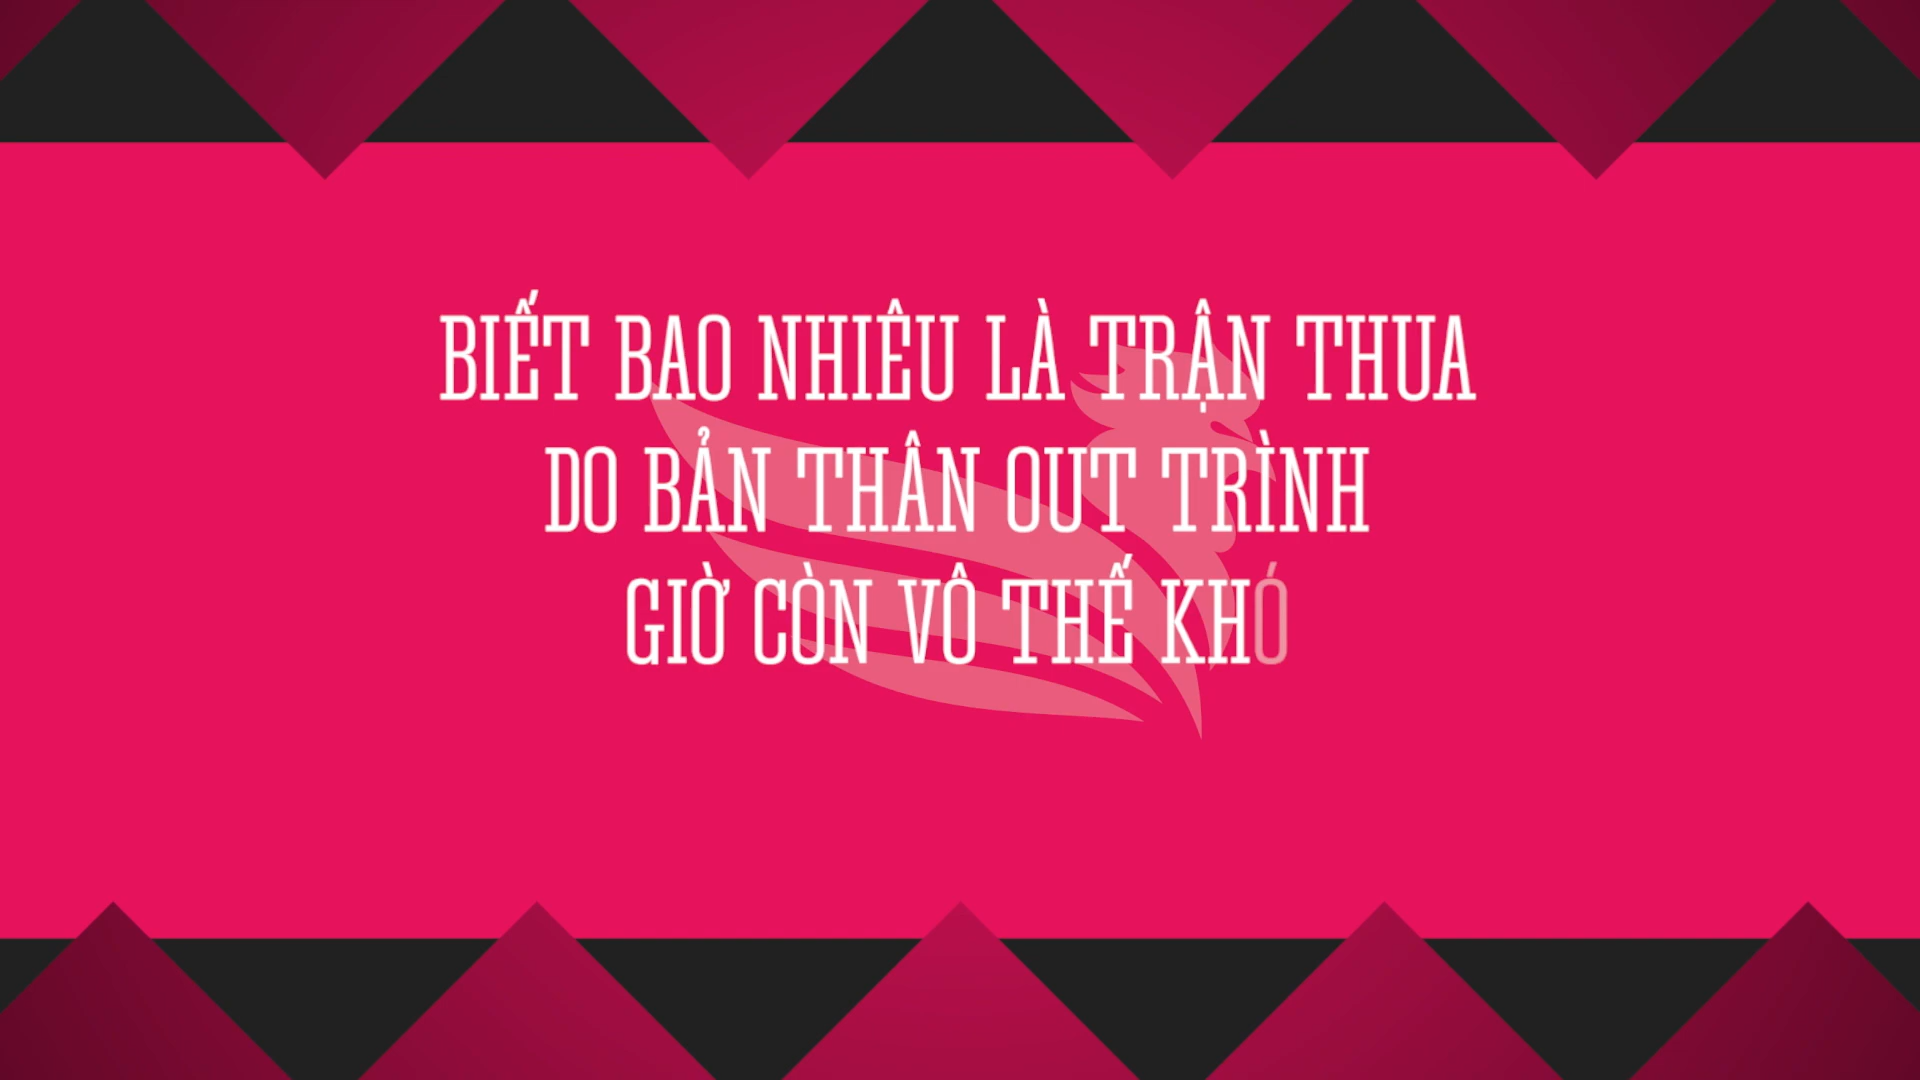 BIẾT BAO NHIÊU LÀ TRẬN THUA
DO BẢN THÂN OUT TRÌNH
GIỜ CÒN VÔ THẾ KHÓ